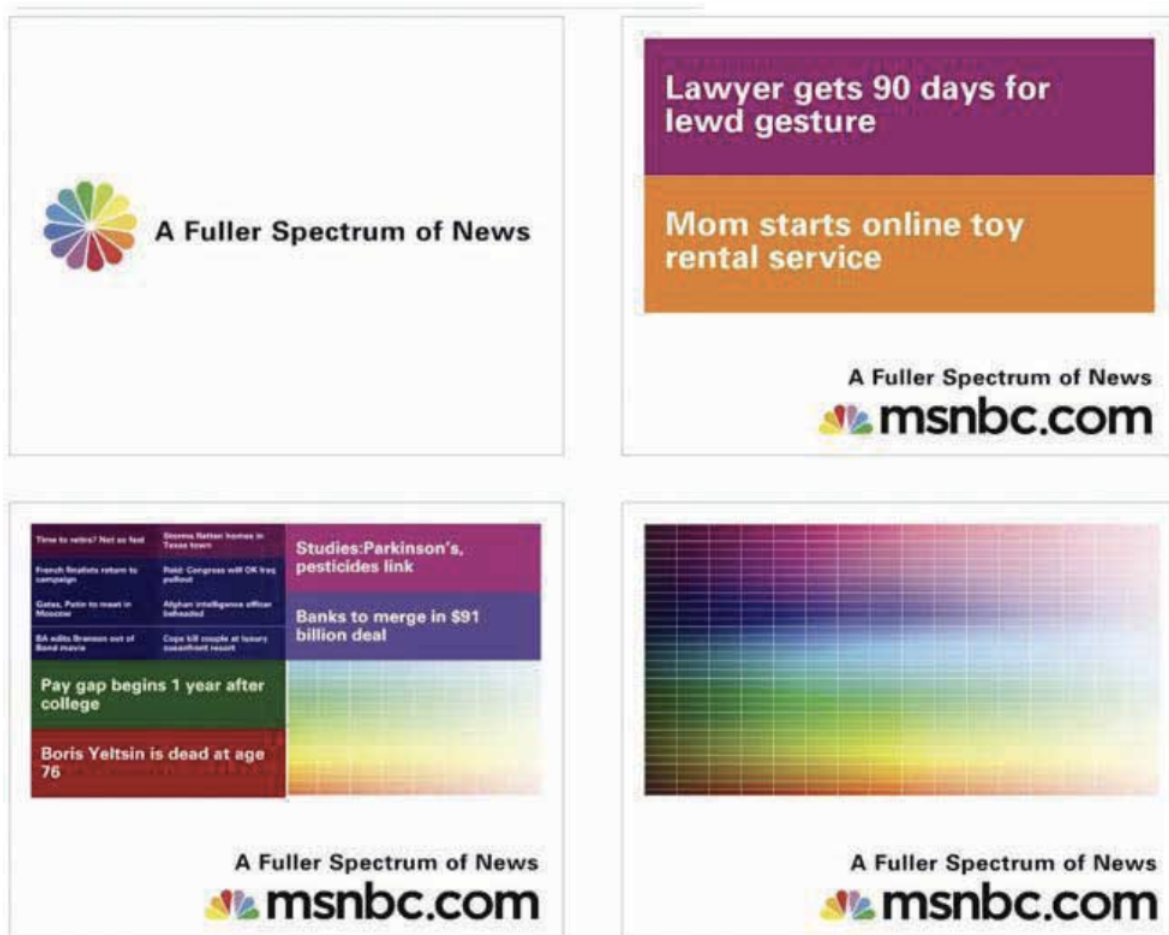 A Fuller Spectrum of News
Lawyer gets 90 days for
lewd gesture
Mom starts online toy
rental service
A Fuller Spectrum of News
msnbc.com
Time to retire? Not so fast
Storms flatten homes in
Texas town
French finalists return to
campaign
Reid: Congress will OK Iraq
pullout
Gates, Putin to meet in
Moscow
Afghan intelligence officer
beheaded
BA edits Branson out of
Bond movie
Cops kill couple at luxury
oceanfront resort
Studies:Parkinson's,
pesticides link
Banks to merge in $91
billion deal
Pay gap begins 1 year after
college
Boris Yeltsin is dead at age
76
A Fuller Spectrum of News
msnbc.com
A Fuller Spectrum of News
msnbc.com